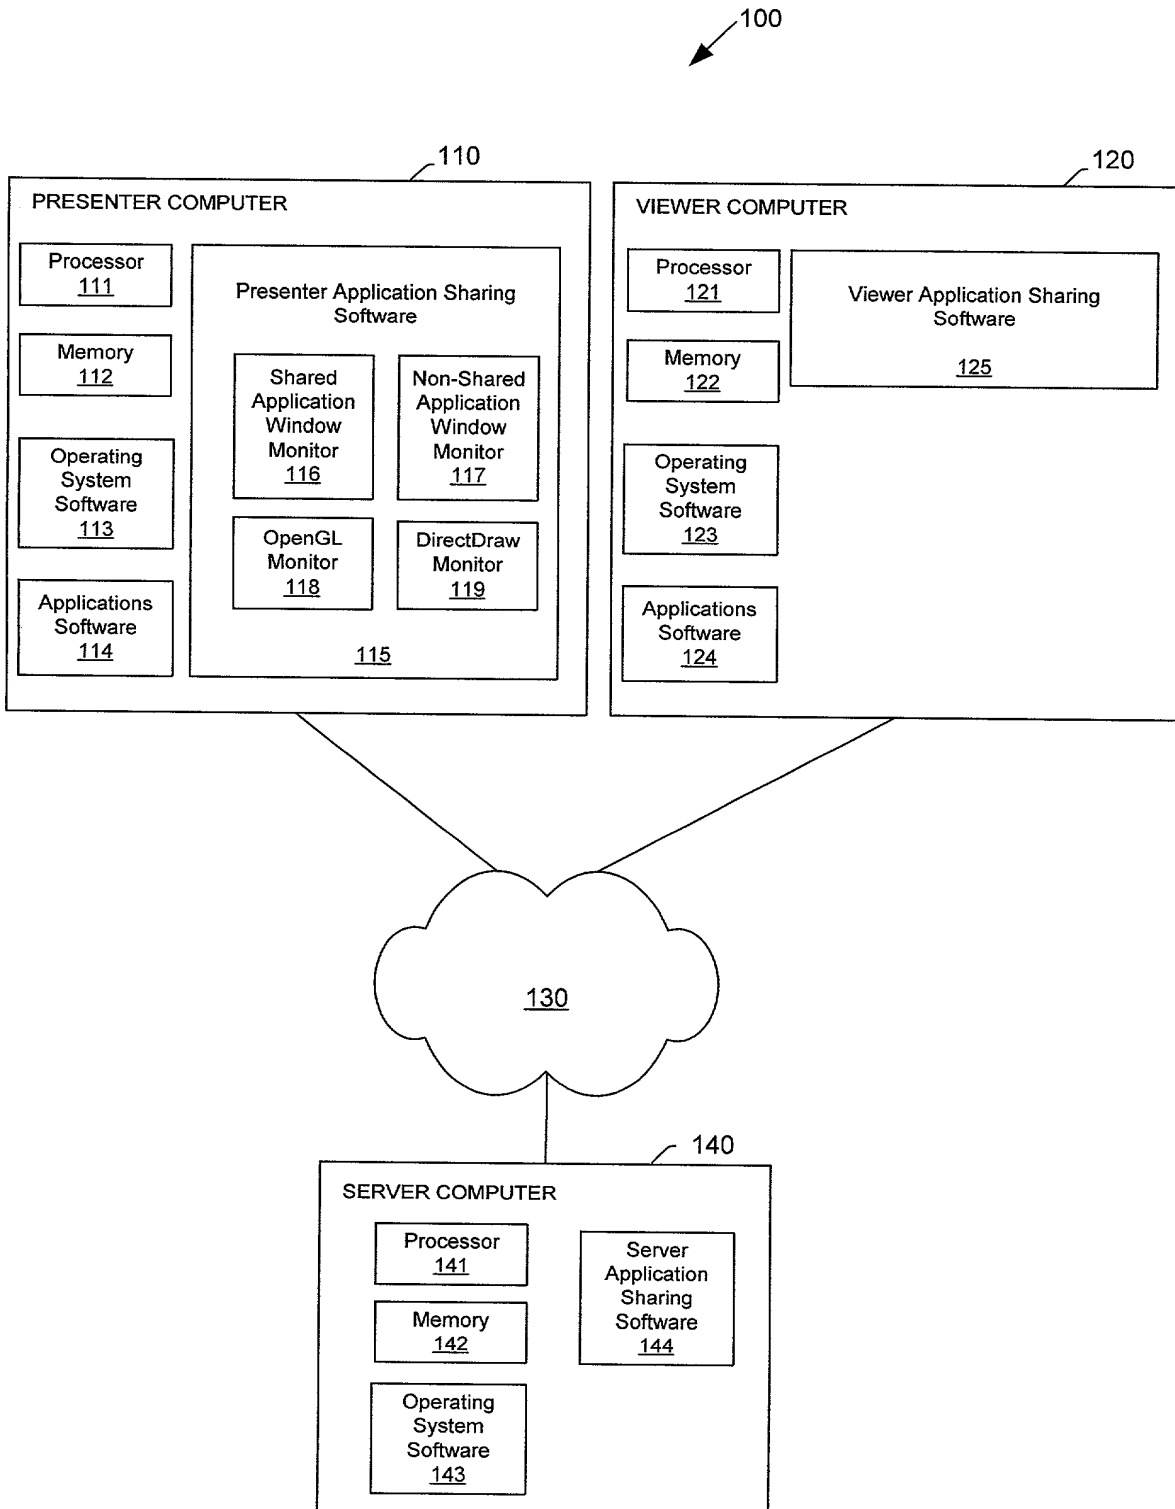 100
110
PRESENTER COMPUTER
Processor
111
Memory
112
Operating
System
Software
113
Applications
Software
114
Presenter Application Sharing
Software
Shared
Application
Window
Monitor
116
Non-Shared
Application
Window
Monitor
117
OpenGL
Monitor
118
DirectDraw
Monitor
119
115
120
VIEWER COMPUTER
Processor
121
Memory
122
Operating
System
Software
123
Applications
Software
124
Viewer Application Sharing
Software
125
130
140
SERVER COMPUTER
Processor
141
Memory
142
Operating
System
Software
143
Server
Application
Sharing
Software
144